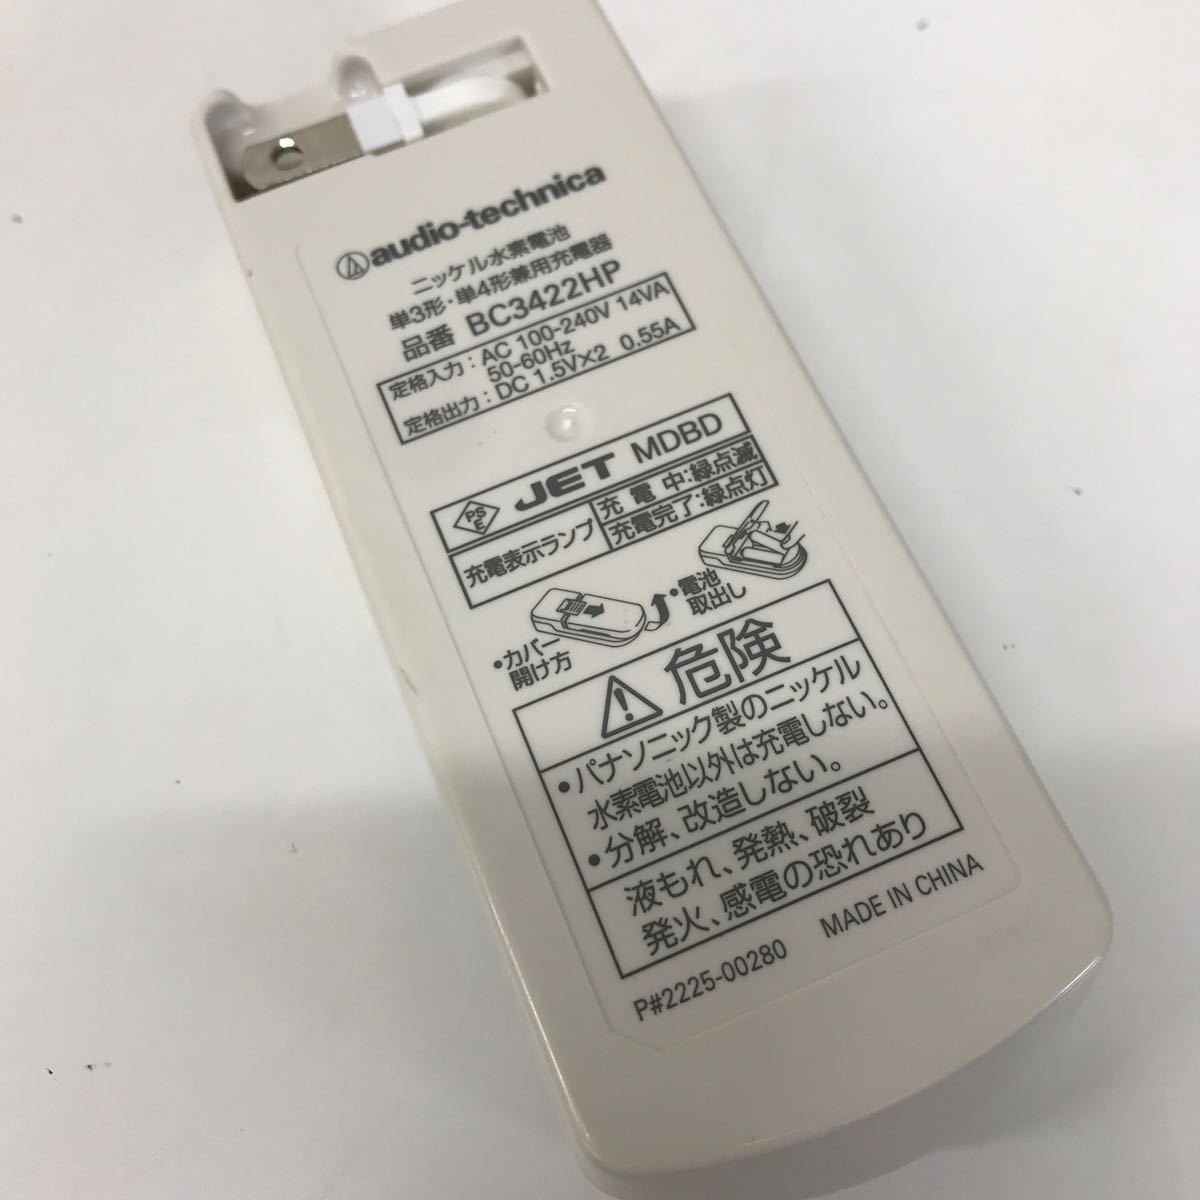 audio-technica
ニッケル水素電池
単3形・単4形兼用充電器
品番 BC3422HP
定格入力：AC 100-240V 14VA
50-60Hz
定格出力：DC 1.5V×2 0.55A
PS
E
JET MDBD
充電表示ランプ
充電中：緑点滅
充電完了：緑点灯
•カバー
開け方
•電池
取出し
危険
•パナソニック製のニッケル
水素電池以外は充電しない。
•分解、改造しない。
液もれ、発熱、破裂
発火、感電の恐れあり
P#2225-00280 MADE IN CHINA